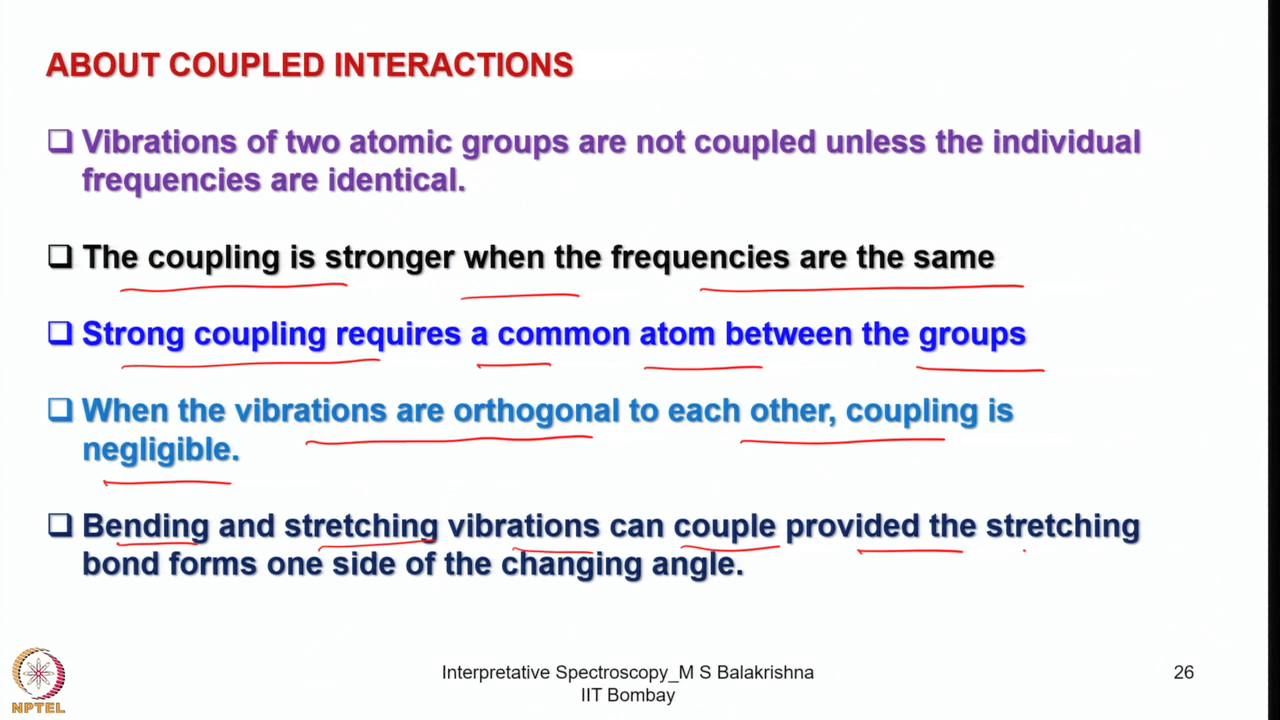 ABOUT COUPLED INTERACTIONS
❑ Vibrations of two atomic groups are not coupled unless the individual
frequencies are identical.
❑ The coupling is stronger when the frequencies are the same
❑ Strong coupling requires a common atom between the groups
❑ When the vibrations are orthogonal to each other, coupling is
negligible.
❑ Bending and stretching vibrations can couple provided the stretching
bond forms one side of the changing angle.
NPTEL
Interpretative Spectroscopy_M S Balakrishna
IIT Bombay
26